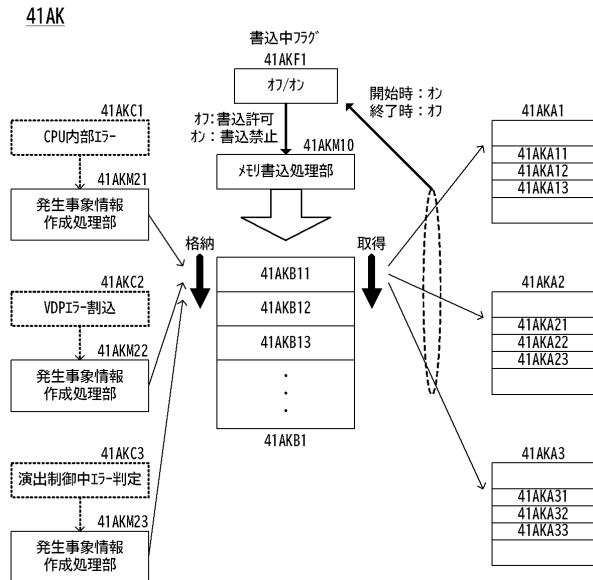 41AK
書込中ﾌﾗｸﾞ
41AKF1
ｵﾌ/ｵﾝ
開始時：ｵﾝ
終了時：ｵﾌ
ｵﾌ：書込許可
ｵﾝ：書込禁止
41AKM10
ﾒﾓﾘ書込処理部
41AKC1
CPU内部ｴﾗｰ
41AKM21
発生事象情報
作成処理部
41AKC2
VDPｴﾗｰ割込
41AKM22
発生事象情報
作成処理部
41AKC3
演出制御中ｴﾗｰ判定
41AKM23
発生事象情報
作成処理部
格納
取得
41AKB11
41AKB12
41AKB13
・
・
・
41AKB1
41AKA1
41AKA11
41AKA12
41AKA13
41AKA2
41AKA21
41AKA22
41AKA23
41AKA3
41AKA31
41AKA32
41AKA33